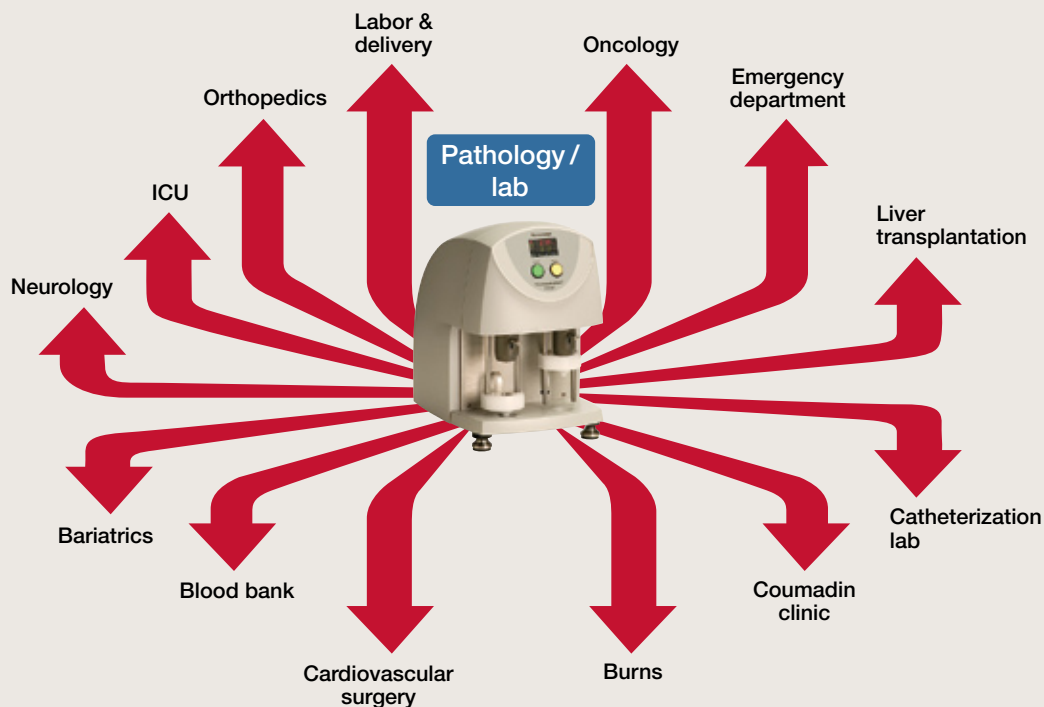 Labor &
delivery
Oncology
Emergency
department
Orthopedics
Pathology /
lab
ICU
Liver
transplantation
Neurology
Catheterization
lab
Bariatrics
Blood bank
Coumadin
clinic
Cardiovascular
surgery
Burns